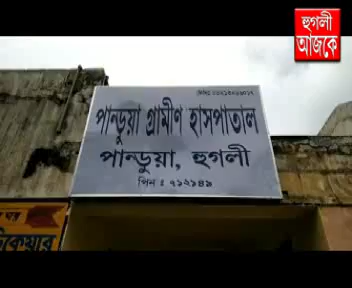 হুগলী
আজকে
পান্ডুয়া গ্রামীণ হাসপাতাল
পান্ডুয়া, হুগলী
পিন : ৭১২১৪৯